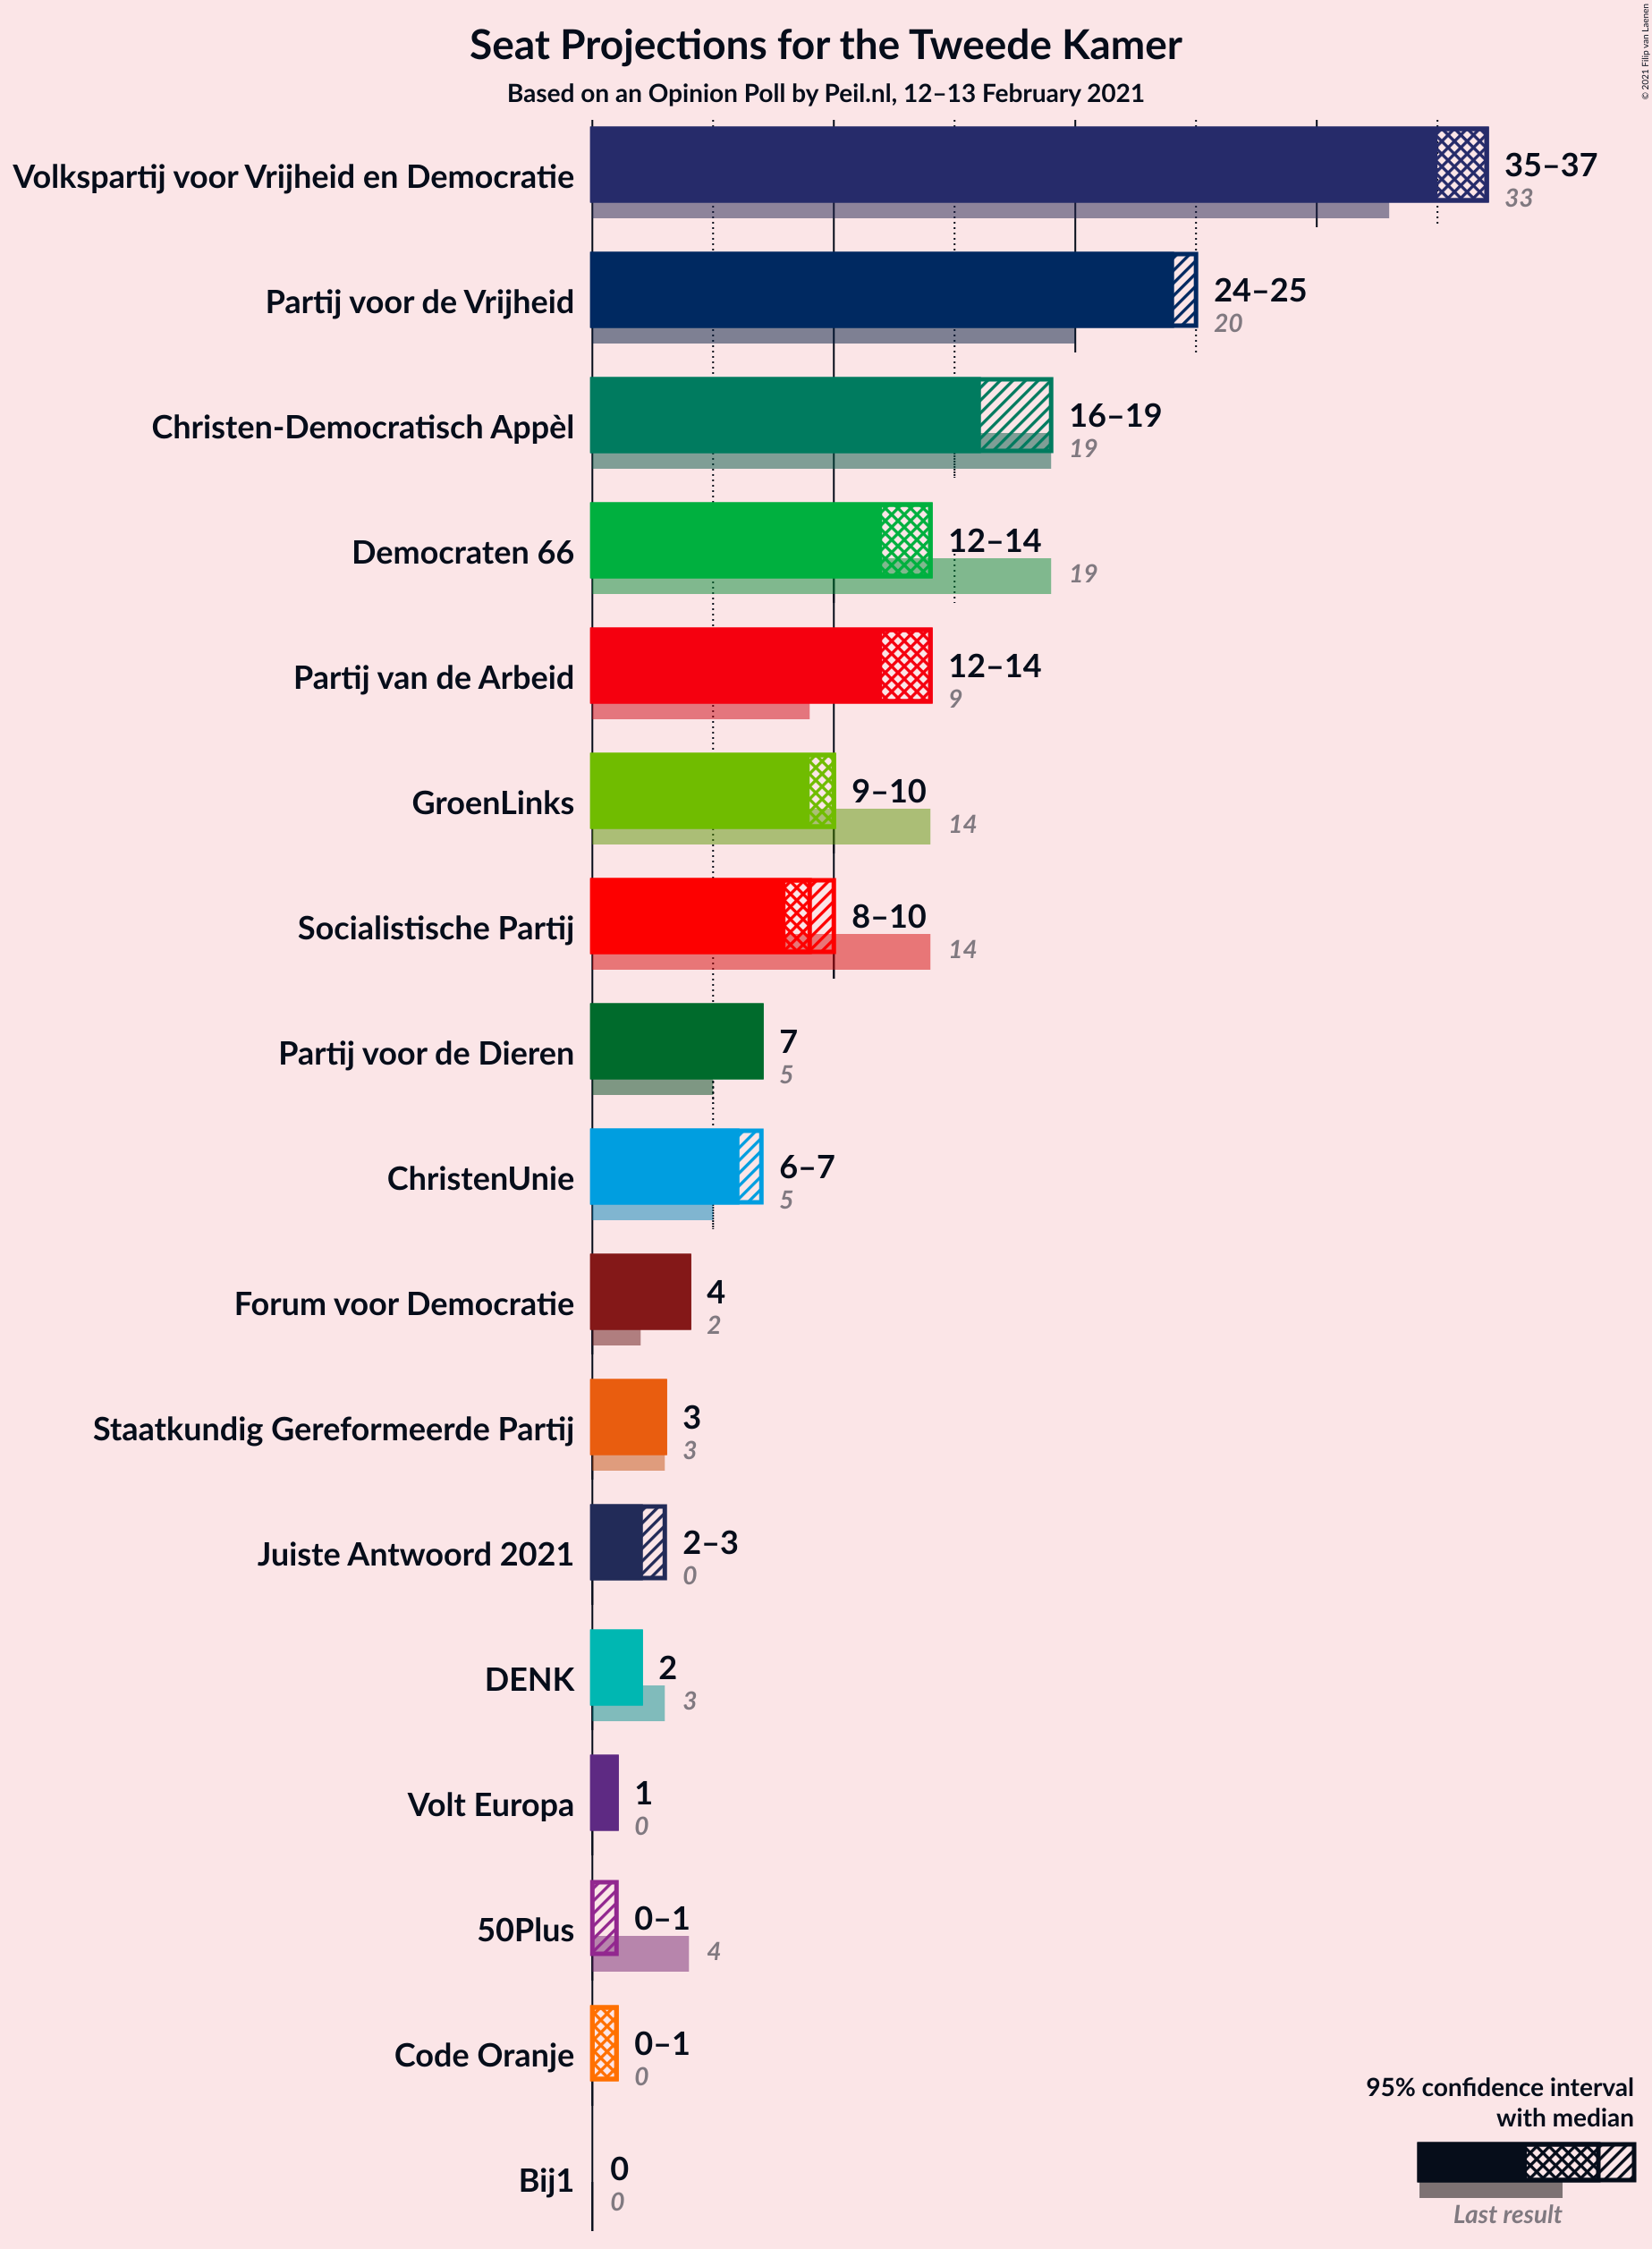 © 2021 Filip van Laenen
Seat Projections for the Tweede Kamer
Based on an Opinion Poll by Peil.nl, 12–13 February 2021
Volkspartij voor Vrijheid en Democratie
35–37
33
Partij voor de Vrijheid
24–25
20
Christen-Democratisch Appèl
16–19
19
Democraten 66
12–14
19
Partij van de Arbeid
12–14
9
GroenLinks
9–10
14
Socialistische Partij
8–10
14
Partij voor de Dieren
7
5
ChristenUnie
6–7
5
Forum voor Democratie
4
2
Staatkundig Gereformeerde Partij
3
3
Juiste Antwoord 2021
2–3
0
DENK
2
3
Volt Europa
1
0
50Plus
0–1
4
Code Oranje
0–1
0
Bij1
0
0
95% confidence interval
with median
Last result